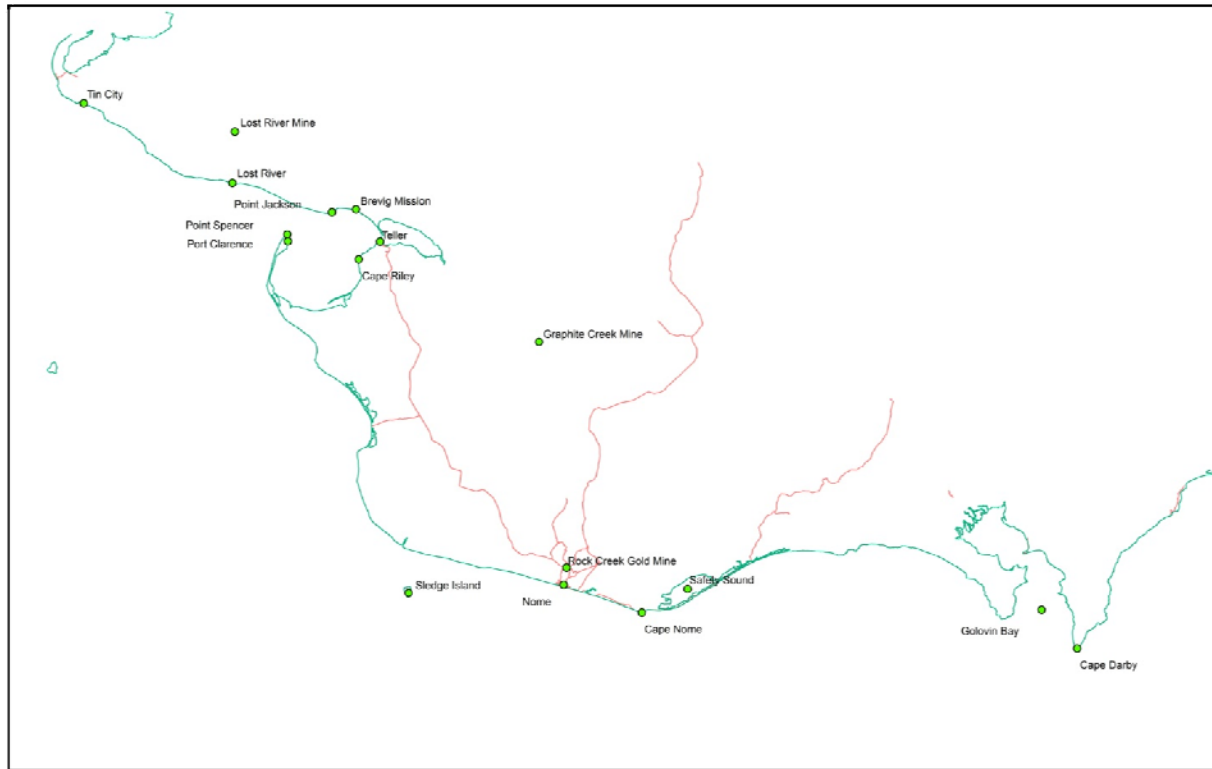 Tin City
Lost River Mine
Lost River
Point Jackson
Brevig Mission
Point Spencer
Port Clarence
Teller
Cape Riley
Graphite Creek Mine
Rock Creek Gold Mine
Sledge Island
Nome
Safety Sound
Cape Nome
Golovin Bay
Cape Darby